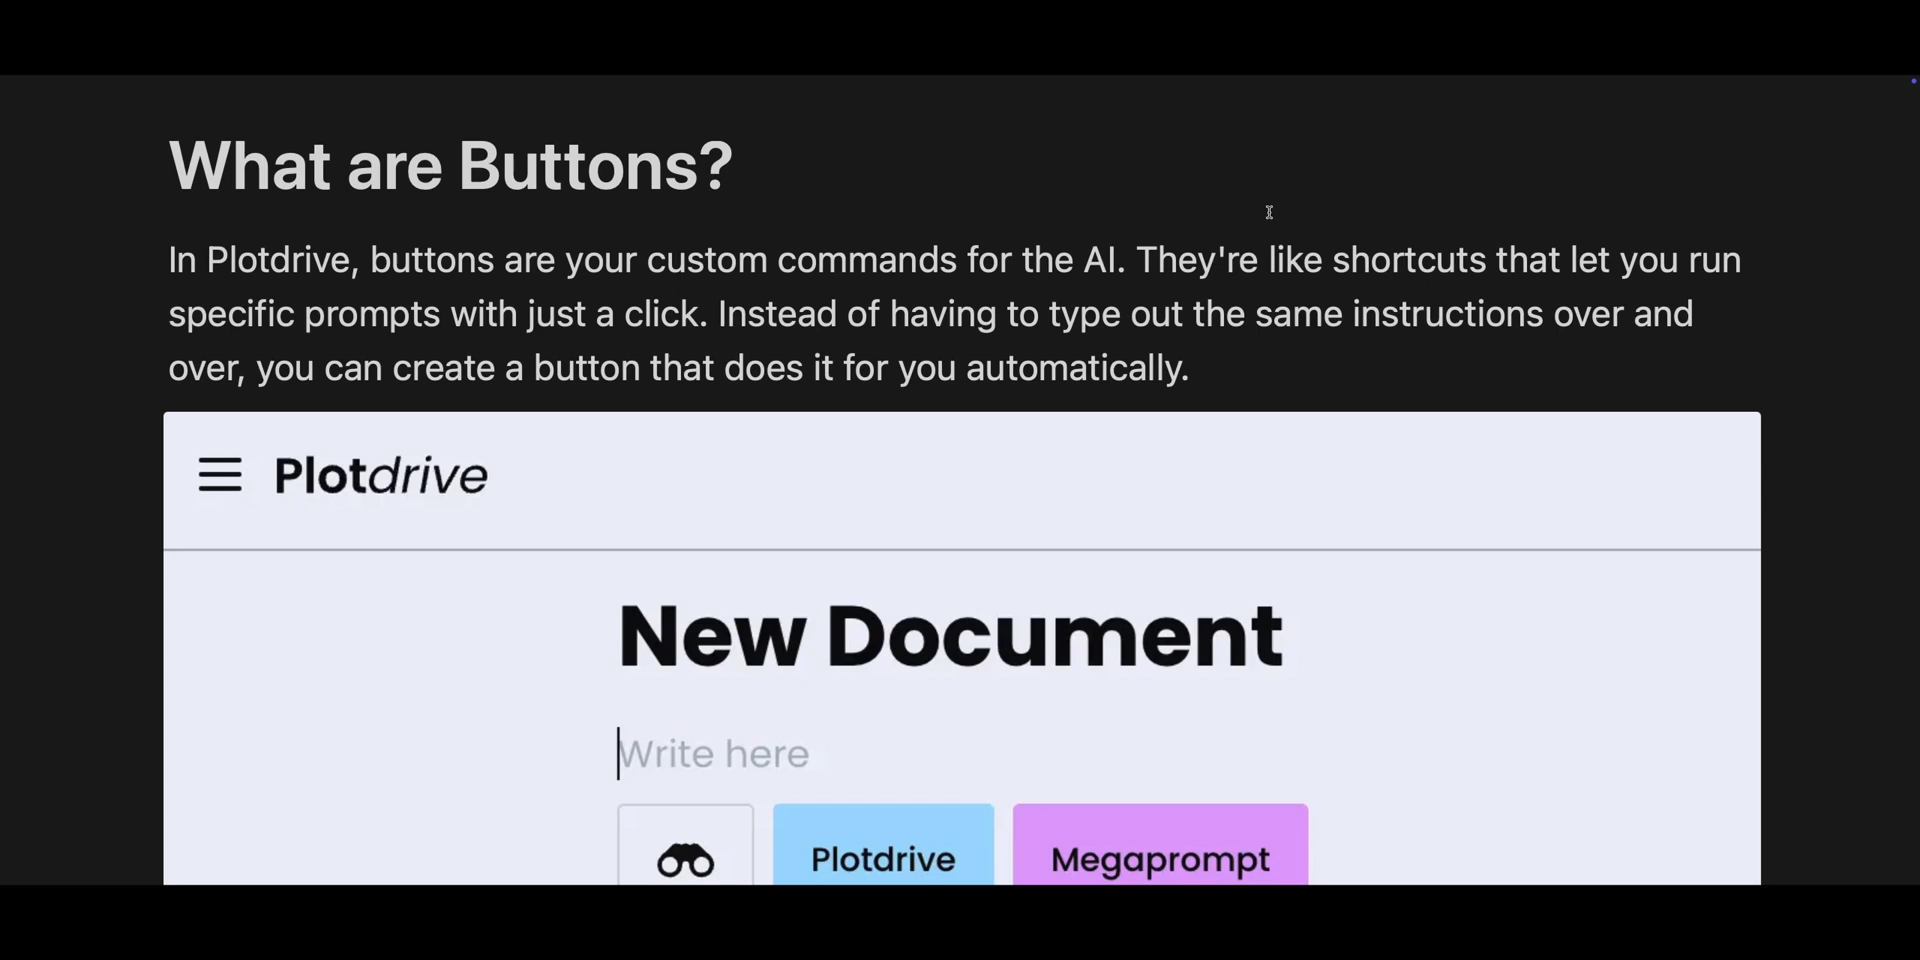 What are Buttons?
In Plotdrive, buttons are your custom commands for the AI. They're like shortcuts that let you run
specific prompts with just a click. Instead of having to type out the same instructions over and
over, you can create a button that does it for you automatically.
Plotdrive
New Document
Write here
Plotdrive
Megaprompt